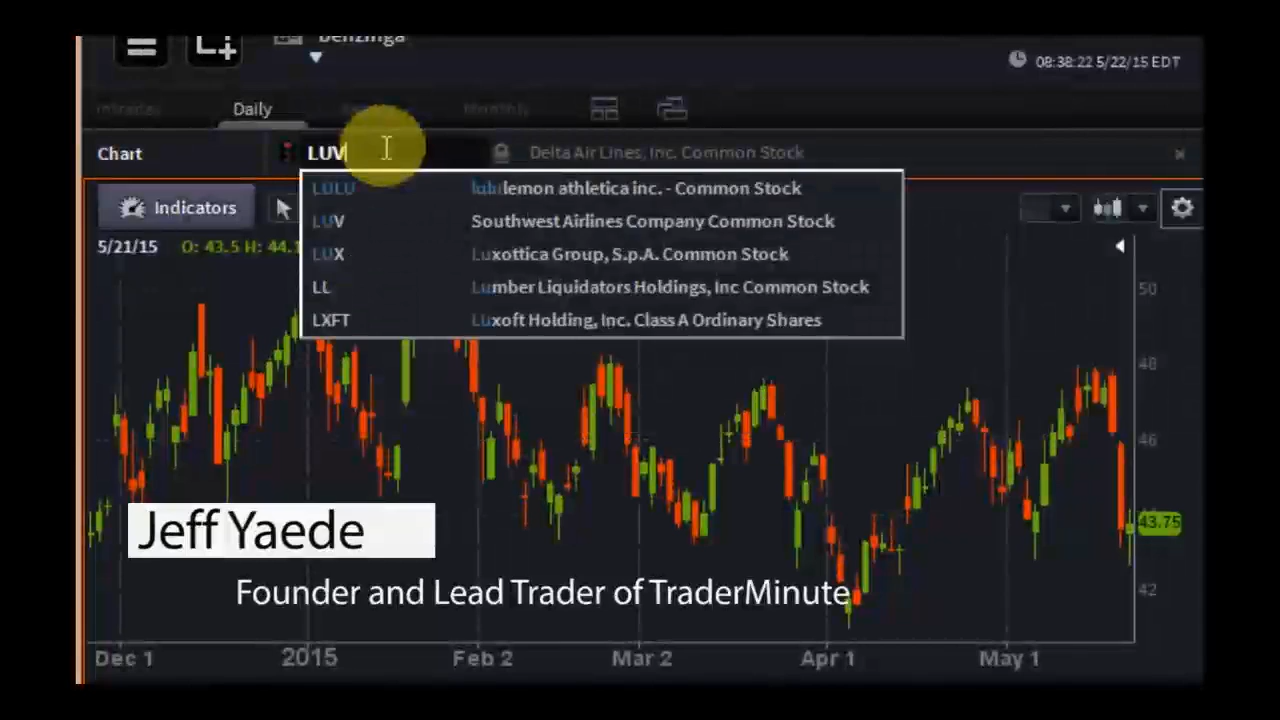 Benzinga
08:38:22 5/22/15 EDT
Daily
Monthly
Chart
LUV
Delta Air Lines, Inc. Common Stock
Indicators
LULU lululemon athletica inc. - Common Stock
LUV Southwest Airlines Company Common Stock
LUX Luxottica Group, S.p.A. Common Stock
LL Lumber Liquidators Holdings, Inc Common Stock
LXFT Luxoft Holding, Inc. Class A Ordinary Shares
5/21/15 O: 43.5 H: 44.1
50
48
46
43.75
42
Jeff Yaede
Founder and Lead Trader of TraderMinute
Dec 1 2015 Feb 2 Mar 2 Apr 1 May 1